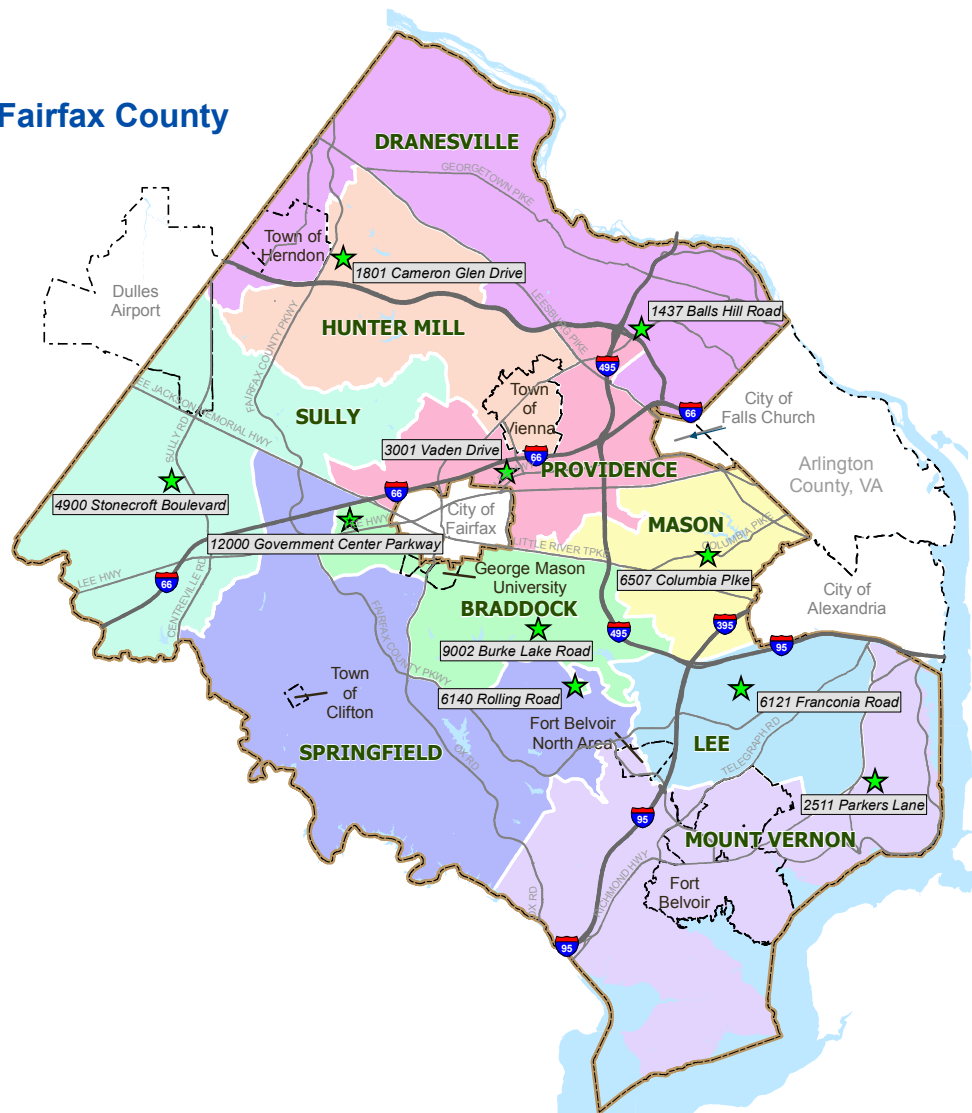 Fairfax County
DRANESVILLE
GEORGETOWN PIKE
Town of
Herndon
1801 Cameron Glen Drive
Dulles
Airport
1437 Balls Hill Road
LEESBURG PIKE
FAIRFAX COUNTY PKWY
HUNTER MILL
495
City of
Falls Church
Town
of
Vienna
66
LEE JACKSON MEMORIAL HWY
SULLY
SULLY RD
3001 Vaden Drive
66
PROVIDENCE
Arlington
County, VA
4900 Stonecroft Boulevard
66
City of
Fairfax
LEE HWY
MASON
COLUMBIA PIKE
12000 Government Center Parkway
LITTLE RIVER TPKE
6507 Columbia PIke
George Mason
University
LEE HWY
66
CENTREVILLE RD
City of
Alexandria
BRADDOCK
FAIRFAX COUNTY PKWY
495
395
95
9002 Burke Lake Road
Town
of
Clifton
6140 Rolling Road
6121 Franconia Road
Fort Belvoir
North Area
LEE
TELEGRAPH RD
SPRINGFIELD
OX RD
2511 Parkers Lane
95
MOUNT VERNON
RICHMOND HWY
Fort
Belvoir
OX RD
95